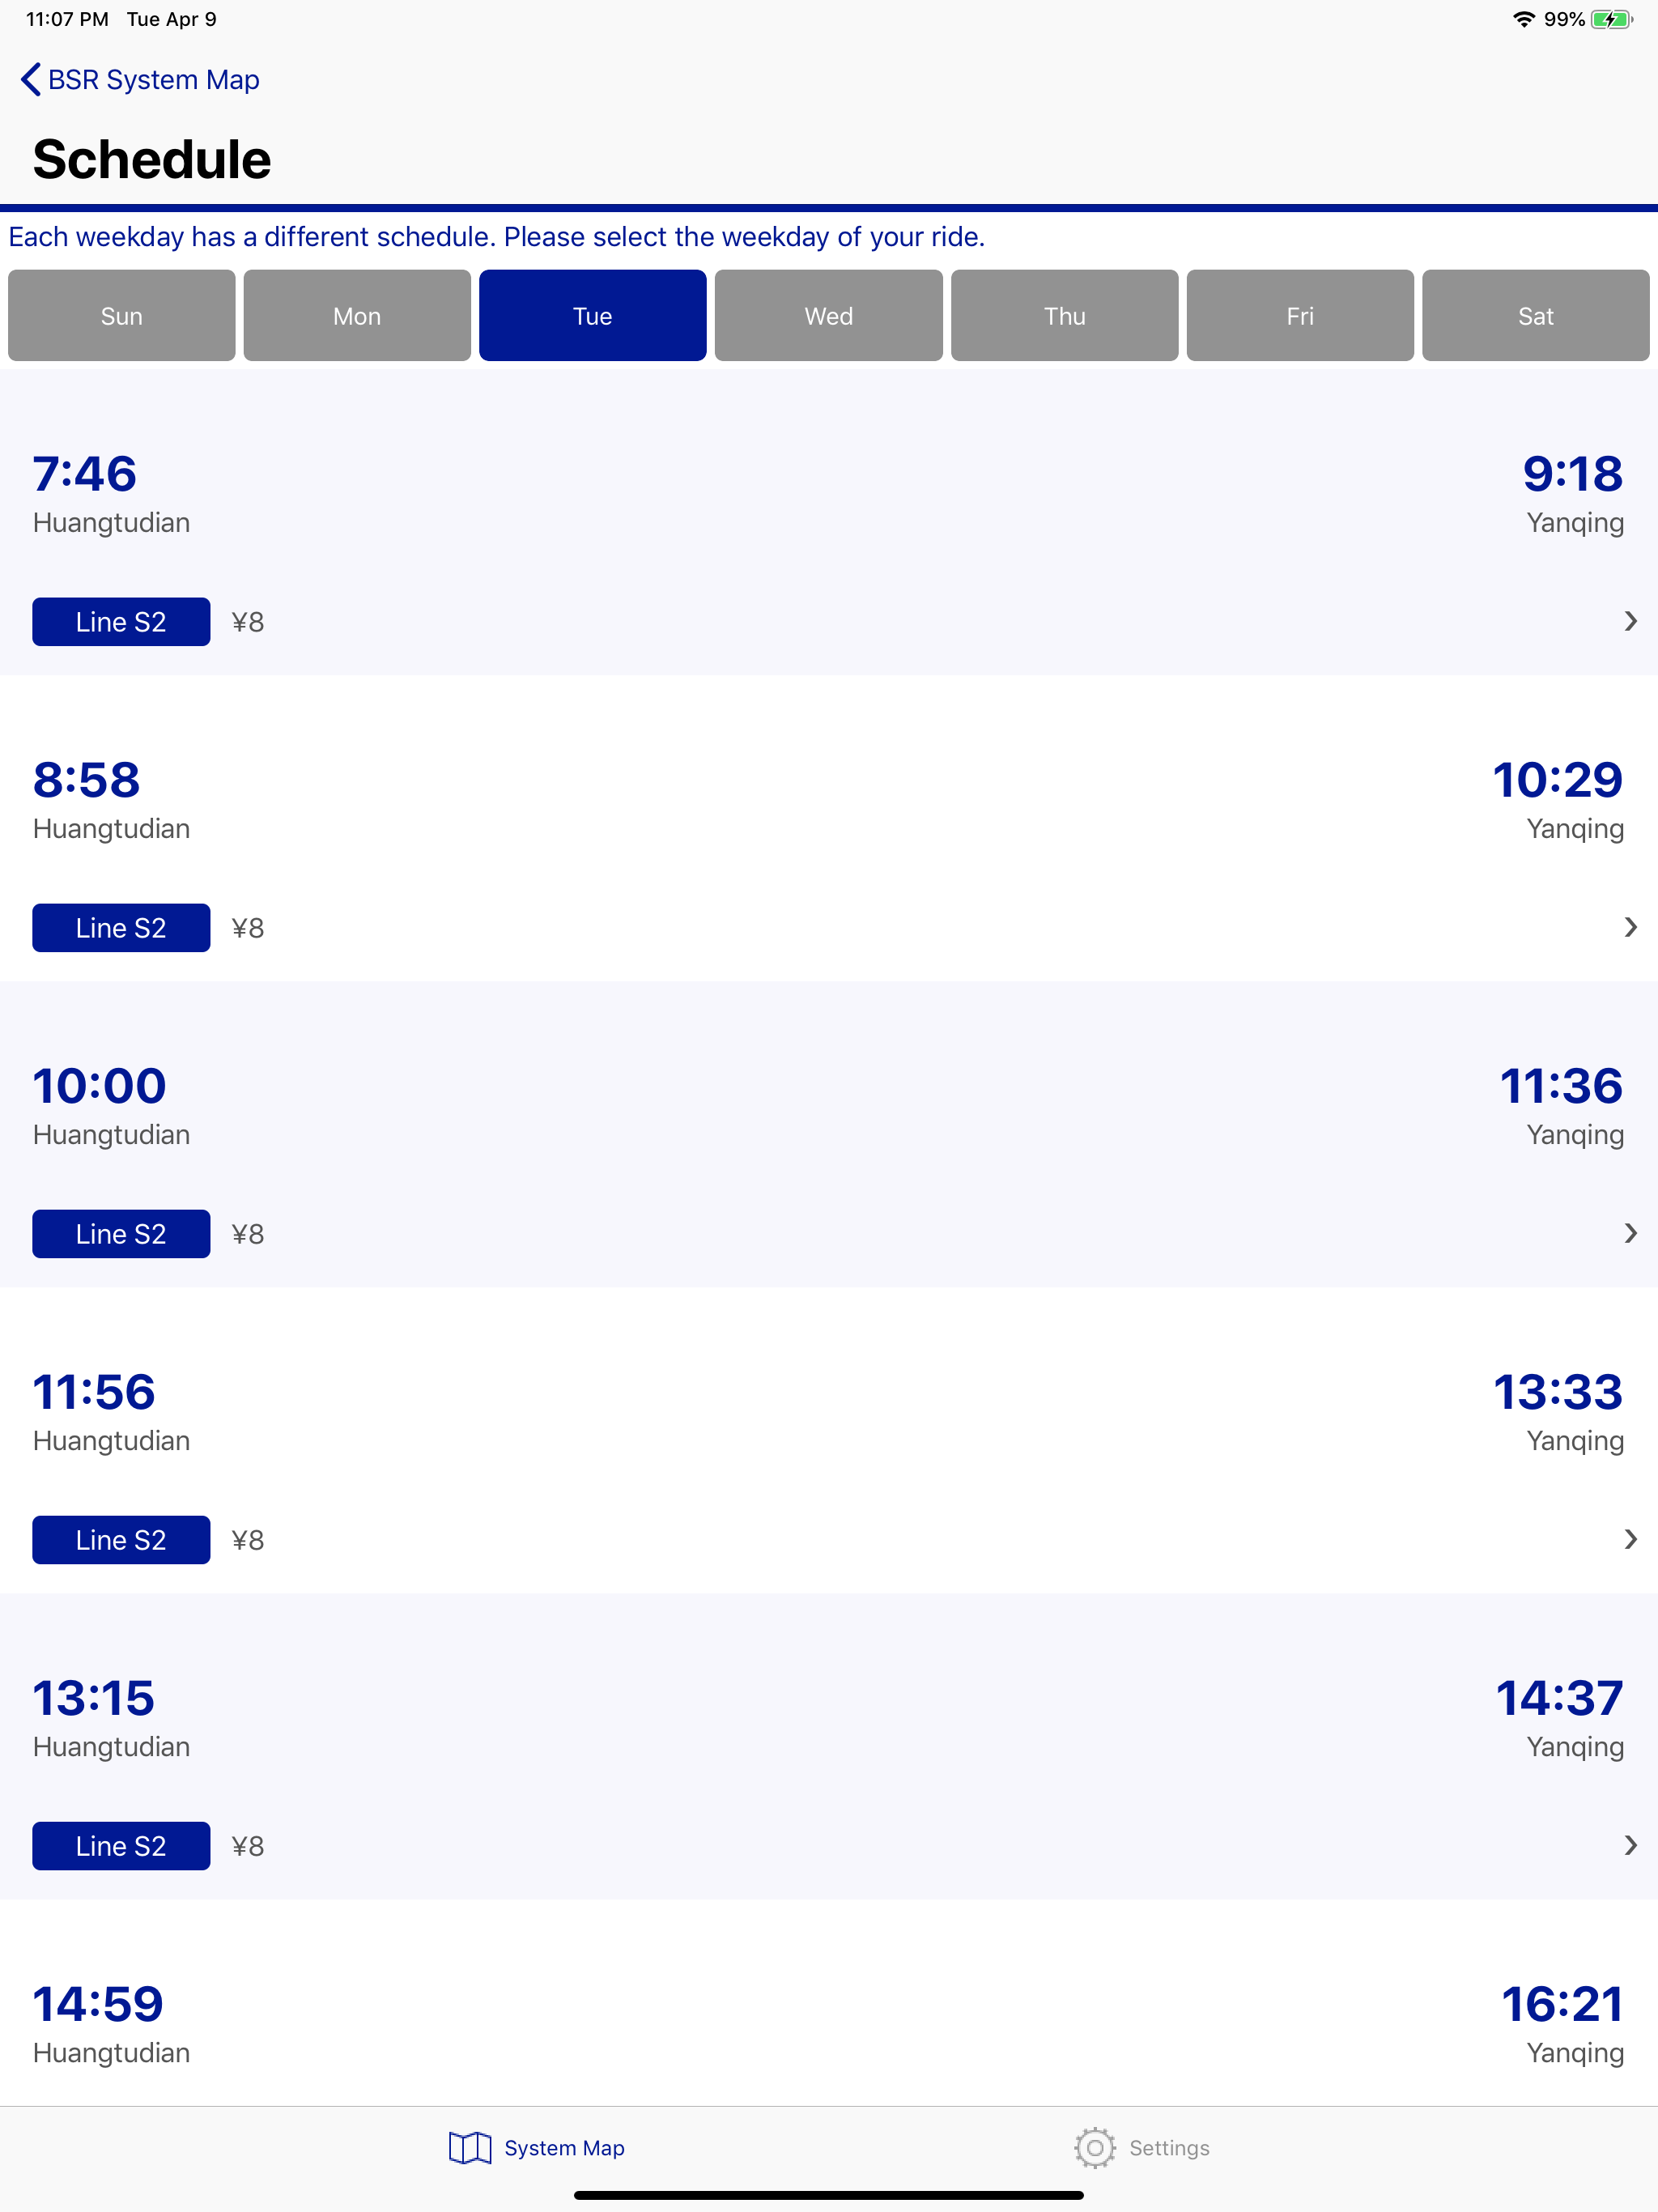 11:07 PM Tue Apr 9 99%
BSR System Map
Schedule
Each weekday has a different schedule. Please select the weekday of your ride.
Sun Mon Tue Wed Thu Fri Sat
7:46 9:18
Huangtudian Yanqing
Line S2 ¥8
8:58 10:29
Huangtudian Yanqing
Line S2 ¥8
10:00 11:36
Huangtudian Yanqing
Line S2 ¥8
11:56 13:33
Huangtudian Yanqing
Line S2 ¥8
13:15 14:37
Huangtudian Yanqing
Line S2 ¥8
14:59 16:21
Huangtudian Yanqing
System Map Settings